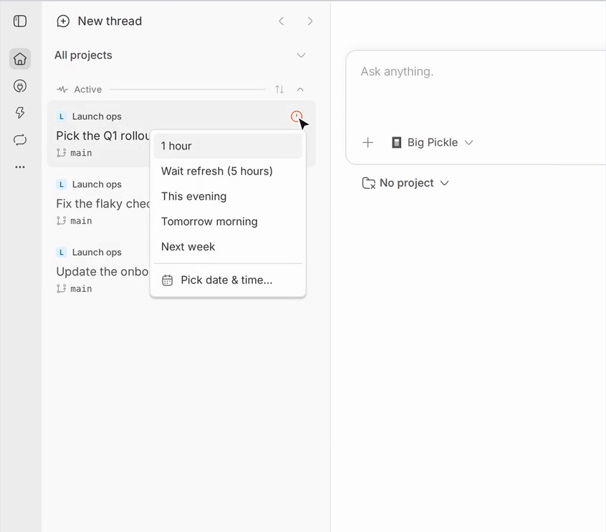 New thread
All projects
Active
L Launch ops
Pick the Q1 rollou
main
L Launch ops
Fix the flaky chec
main
L Launch ops
Update the onbo
main
1 hour
Wait refresh (5 hours)
This evening
Tomorrow morning
Next week
Pick date & time...
Ask anything.
Big Pickle
No project